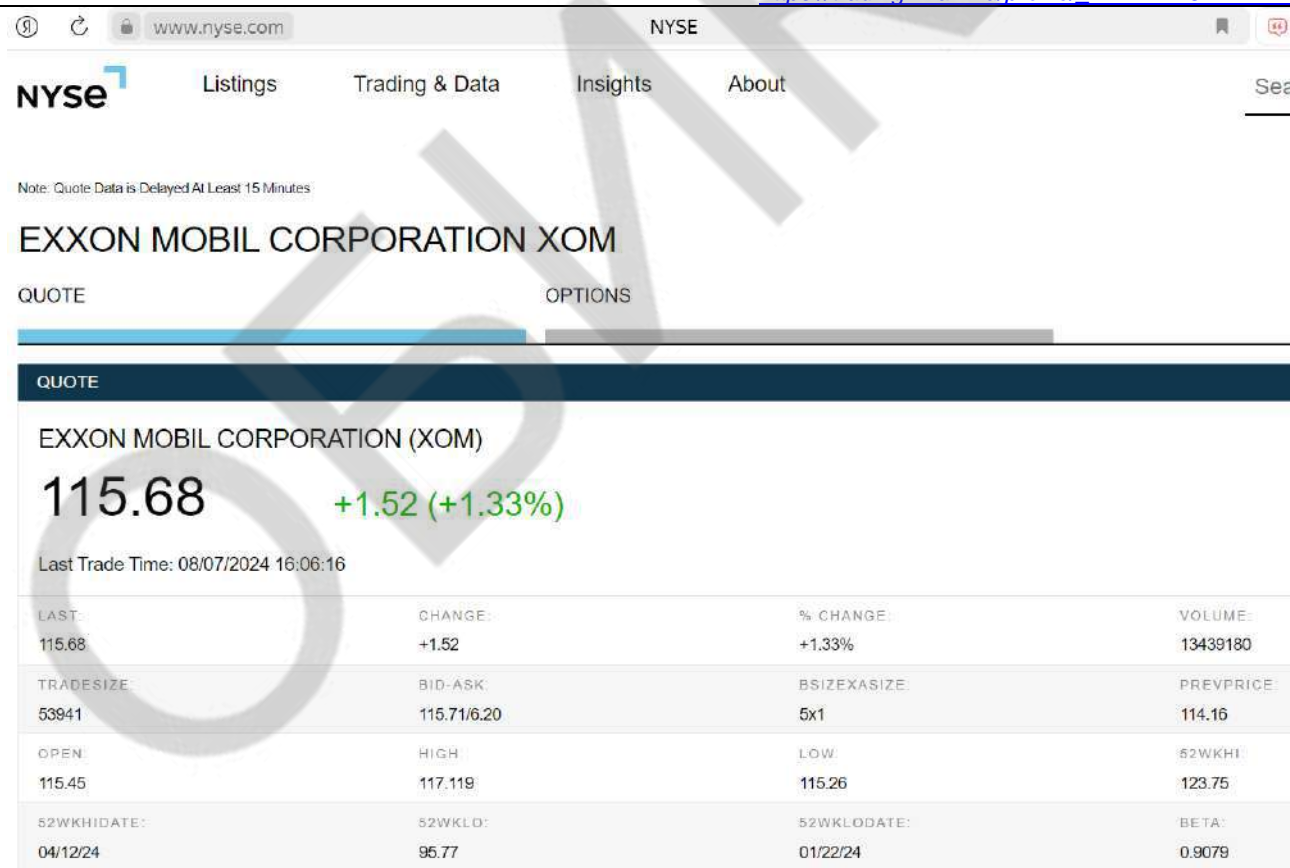 www.nyse.com NYSE
NYSE Listings Trading & Data Insights About Sea
Note: Quote Data is Delayed At Least 15 Minutes
EXXON MOBIL CORPORATION XOM
QUOTE OPTIONS
QUOTE
EXXON MOBIL CORPORATION (XOM)
115.68 +1.52 (+1.33%)
Last Trade Time: 08/07/2024 16:06:16
LAST: CHANGE: % CHANGE: VOLUME:
115.68 +1.52 +1.33% 13439180
TRADESIZE: BID-ASK: BSIZEXASIZE: PREVPRICE:
53941 115.71/6.20 5x1 114.16
OPEN: HIGH: LOW: 52WKHI:
115.45 117.119 115.26 123.75
52WKHIDATE: 52WKLO: 52WKLODATE: BETA:
04/12/24 95.77 01/22/24 0.9079